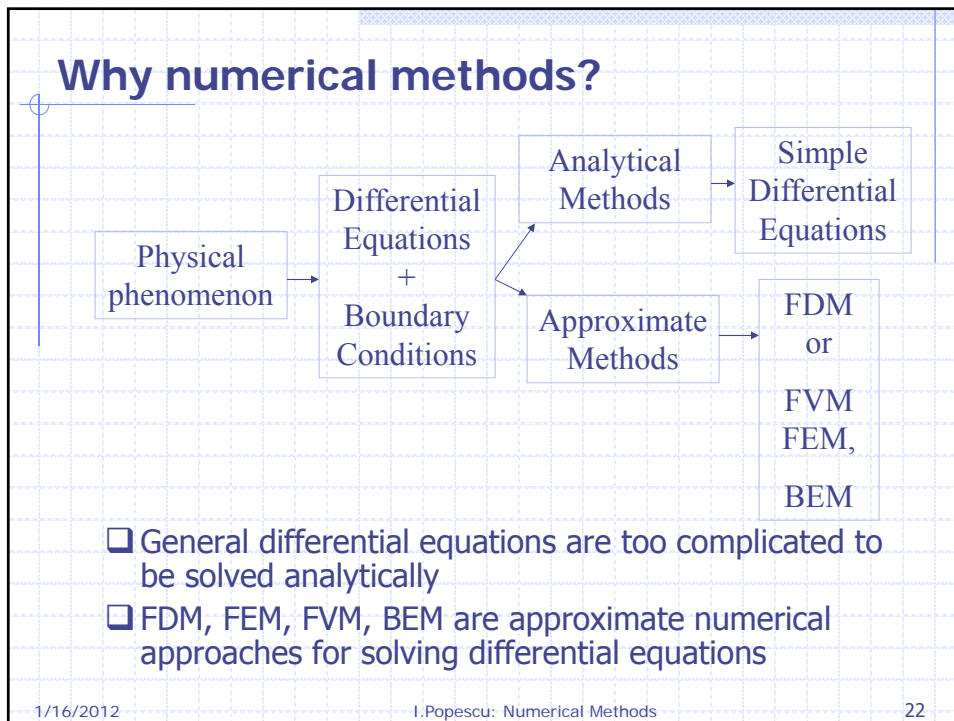 Why numerical methods?
Physical
phenomenon
Differential
Equations
+
Boundary
Conditions
Analytical
Methods
Simple
Differential
Equations
Approximate
Methods
FDM
or
FVM
FEM,
BEM
❑ General differential equations are too complicated to
be solved analytically
❑ FDM, FEM, FVM, BEM are approximate numerical
approaches for solving differential equations
1/16/2012 I.Popescu: Numerical Methods 22